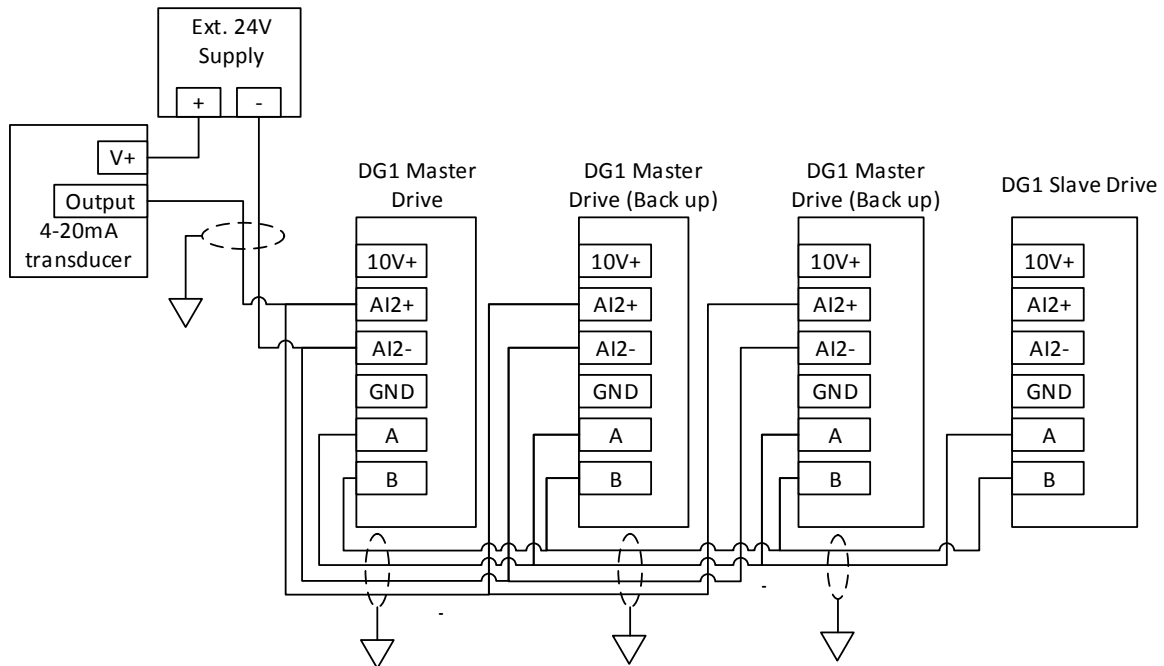 Ext. 24V
Supply
+ -
V+
Output
4-20mA
transducer
DG1 Master
Drive
10V+
AI2+
AI2-
GND
A
B
DG1 Master
Drive (Back up)
10V+
AI2+
AI2-
GND
A
B
DG1 Master
Drive (Back up)
10V+
AI2+
AI2-
GND
A
B
DG1 Slave Drive
10V+
AI2+
AI2-
GND
A
B
-
-